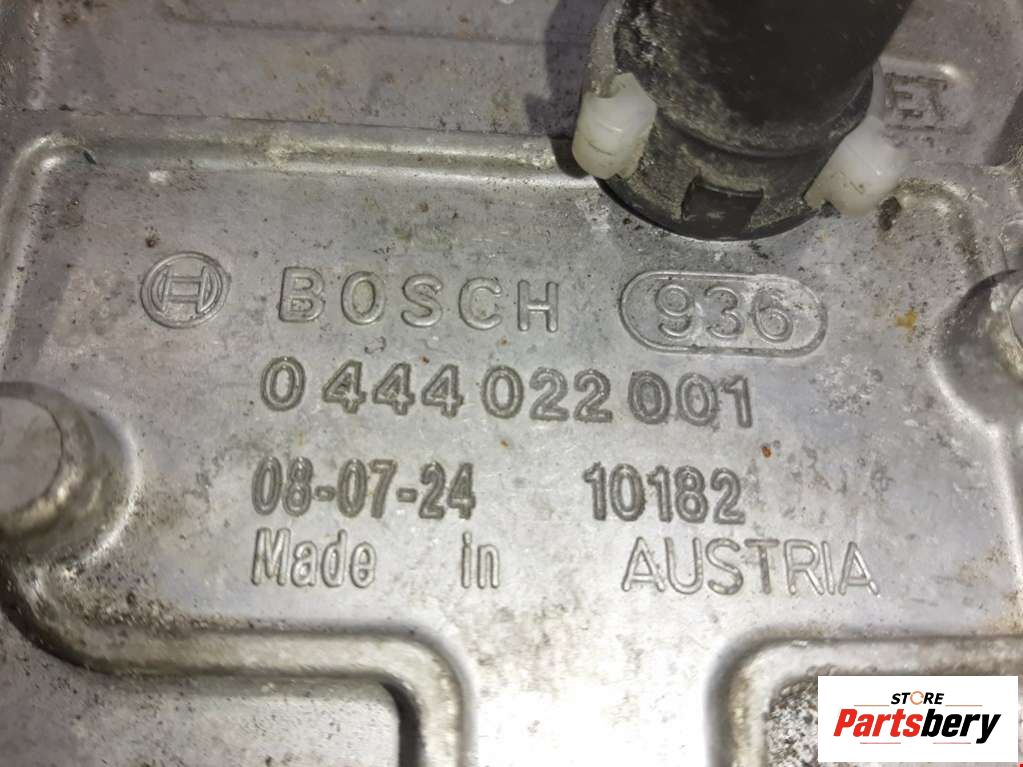 BOSCH 936
0 444 022 001
08-07-24 10182
Made in AUSTRIA
STORE
Partsbery